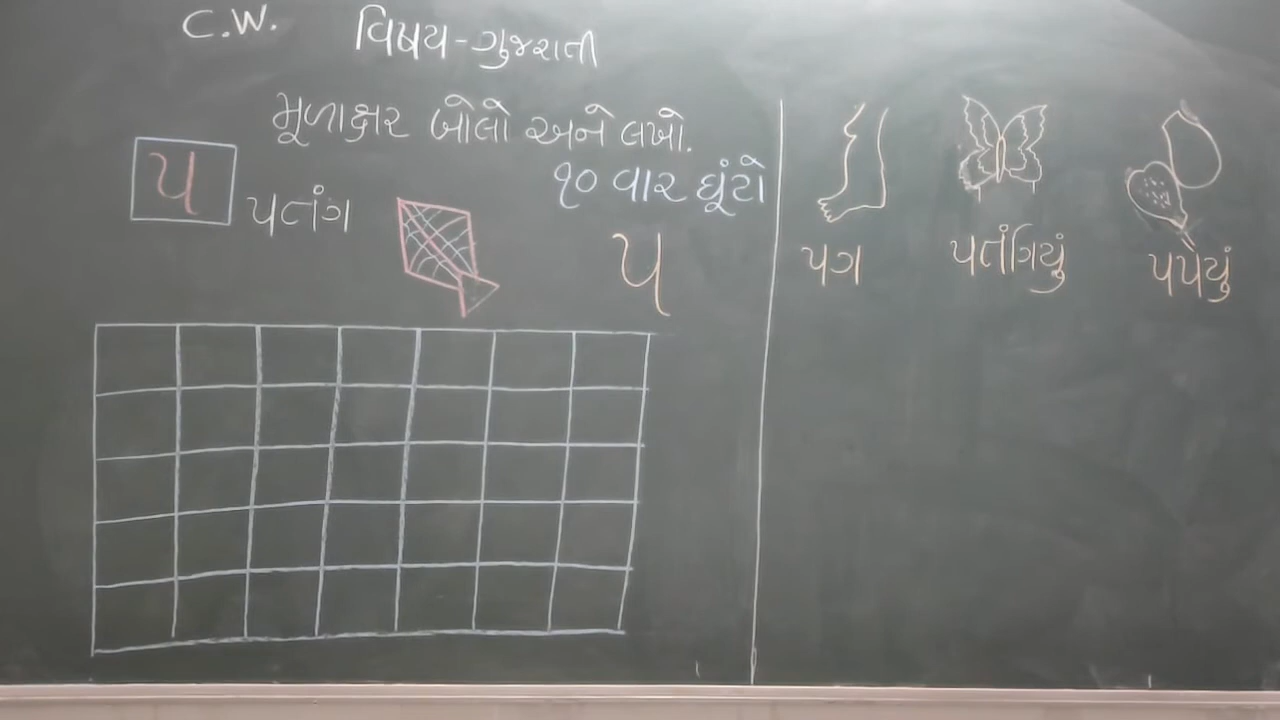 C.W.
વિષય-ગુજરાતી
મૂળાક્ષર બોલો અને લખો.
૧૦ વાર ઘૂંટો
પ
પતંગ
પ
પગ
પતંગિયું
પપૈયું